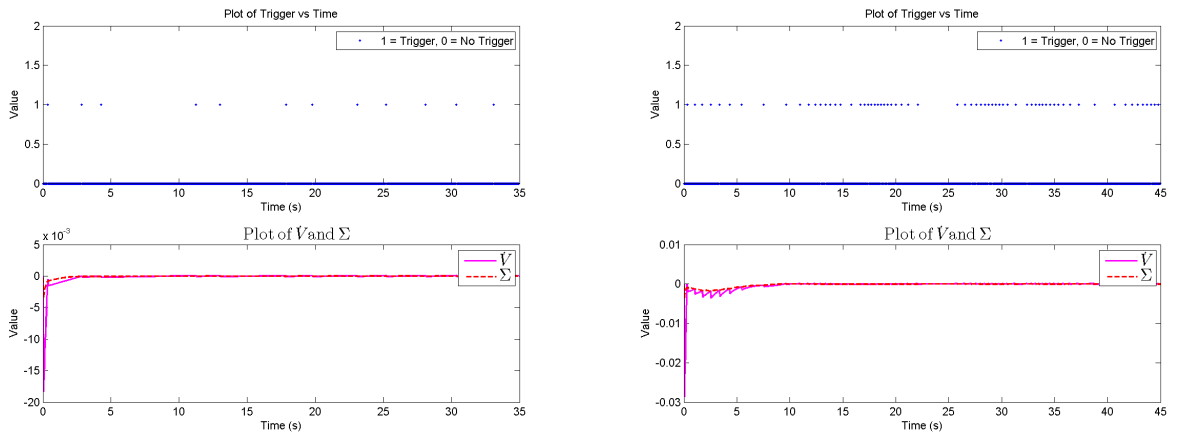 Plot of Trigger vs Time
2
1.5
1
0.5
0
Value
1 = Trigger, 0 = No Trigger
0 5 10 15 20 25 30 35
Time (s)
Plot of Trigger vs Time
2
1.5
1
0.5
0
Value
1 = Trigger, 0 = No Trigger
0 5 10 15 20 25 30 35 40 45
Time (s)
x 10⁻³
Plot of V̇ and Σ
5
0
-5
-10
-15
-20
Value
V̇
Σ
0 5 10 15 20 25 30 35
Time (s)
Plot of V̇ and Σ
0.01
0
-0.01
-0.02
-0.03
Value
V̇
Σ
0 5 10 15 20 25 30 35 40 45
Time (s)